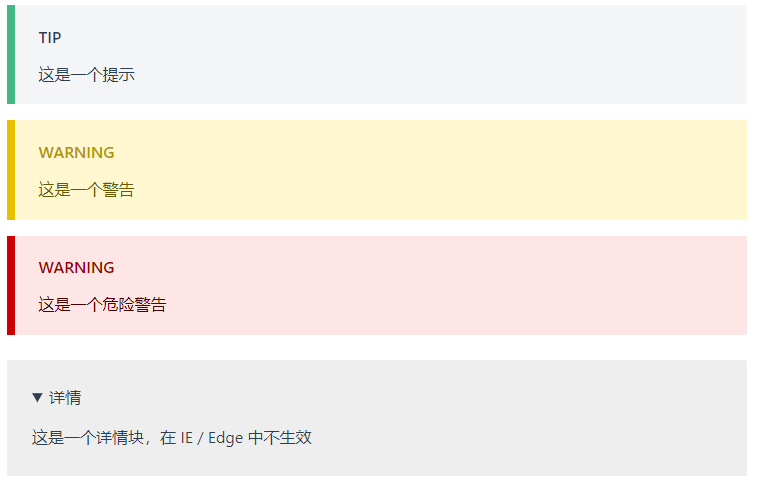 TIP
这是一个提示
WARNING
这是一个警告
WARNING
这是一个危险警告
▼ 详情
这是一个详情块，在 IE / Edge 中不生效